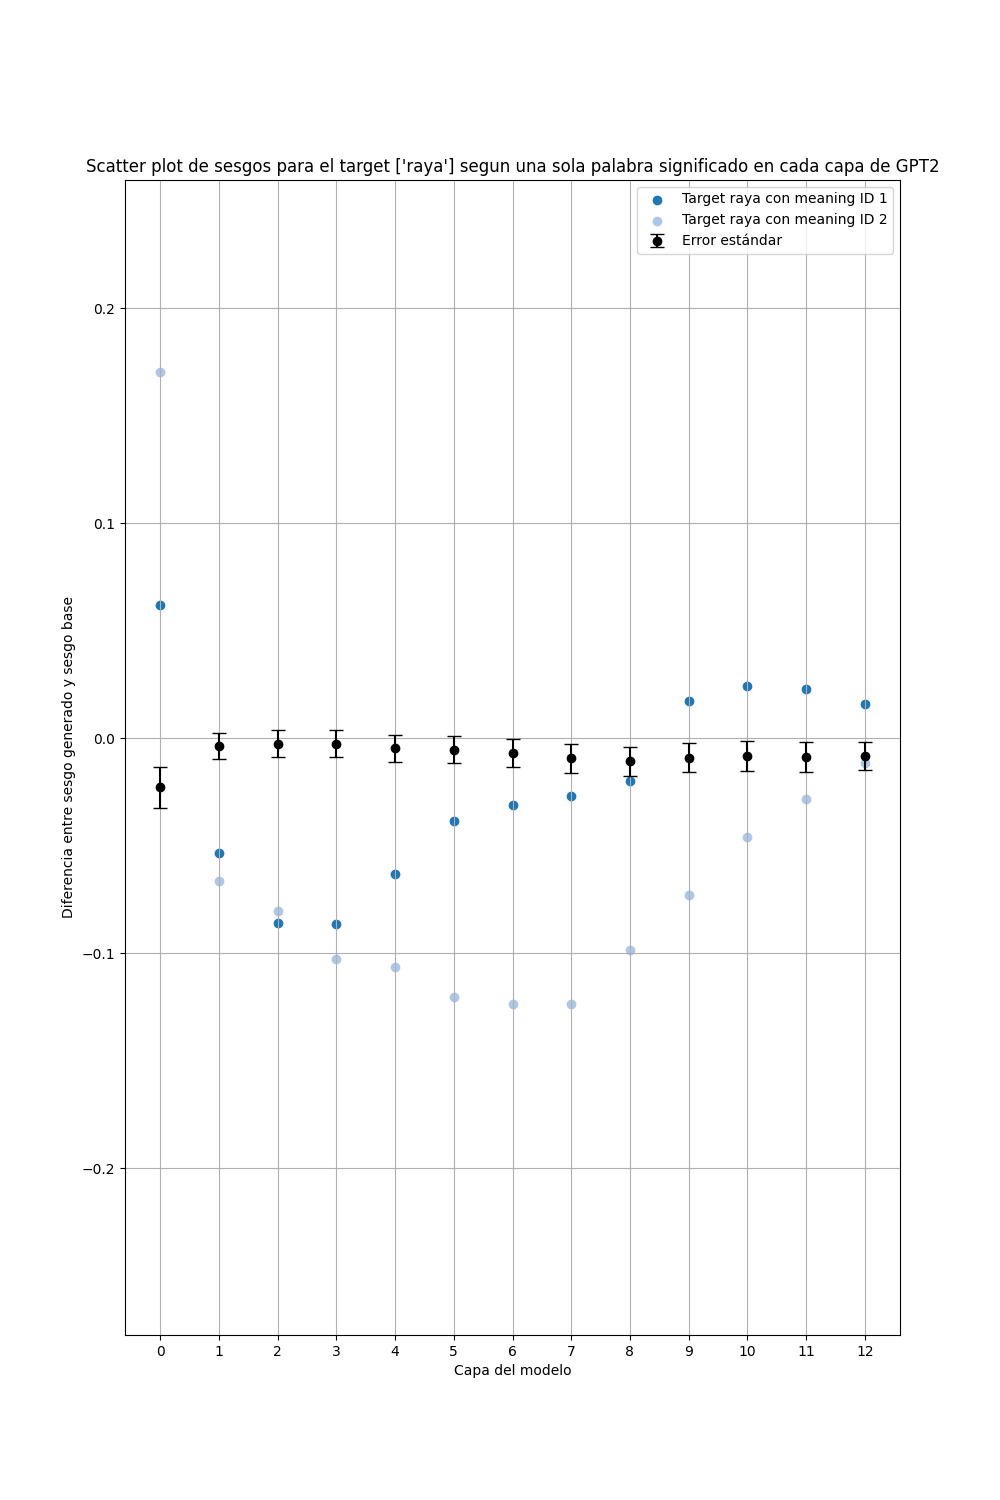 Scatter plot de sesgos para el target ['raya'] segun una sola palabra significado en cada capa de GPT2
Target raya con meaning ID 1
Target raya con meaning ID 2
Error estándar
Diferencia entre sesgo generado y sesgo base
0.2
0.1
0.0
−0.1
−0.2
0 1 2 3 4 5 6 7 8 9 10 11 12
Capa del modelo